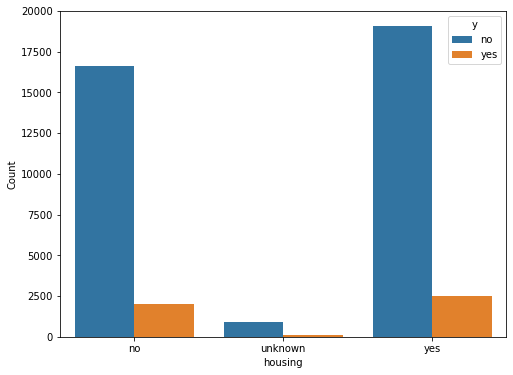 20000
17500
15000
12500
10000
7500
5000
2500
0
Count
no
unknown
yes
housing
y
no
yes